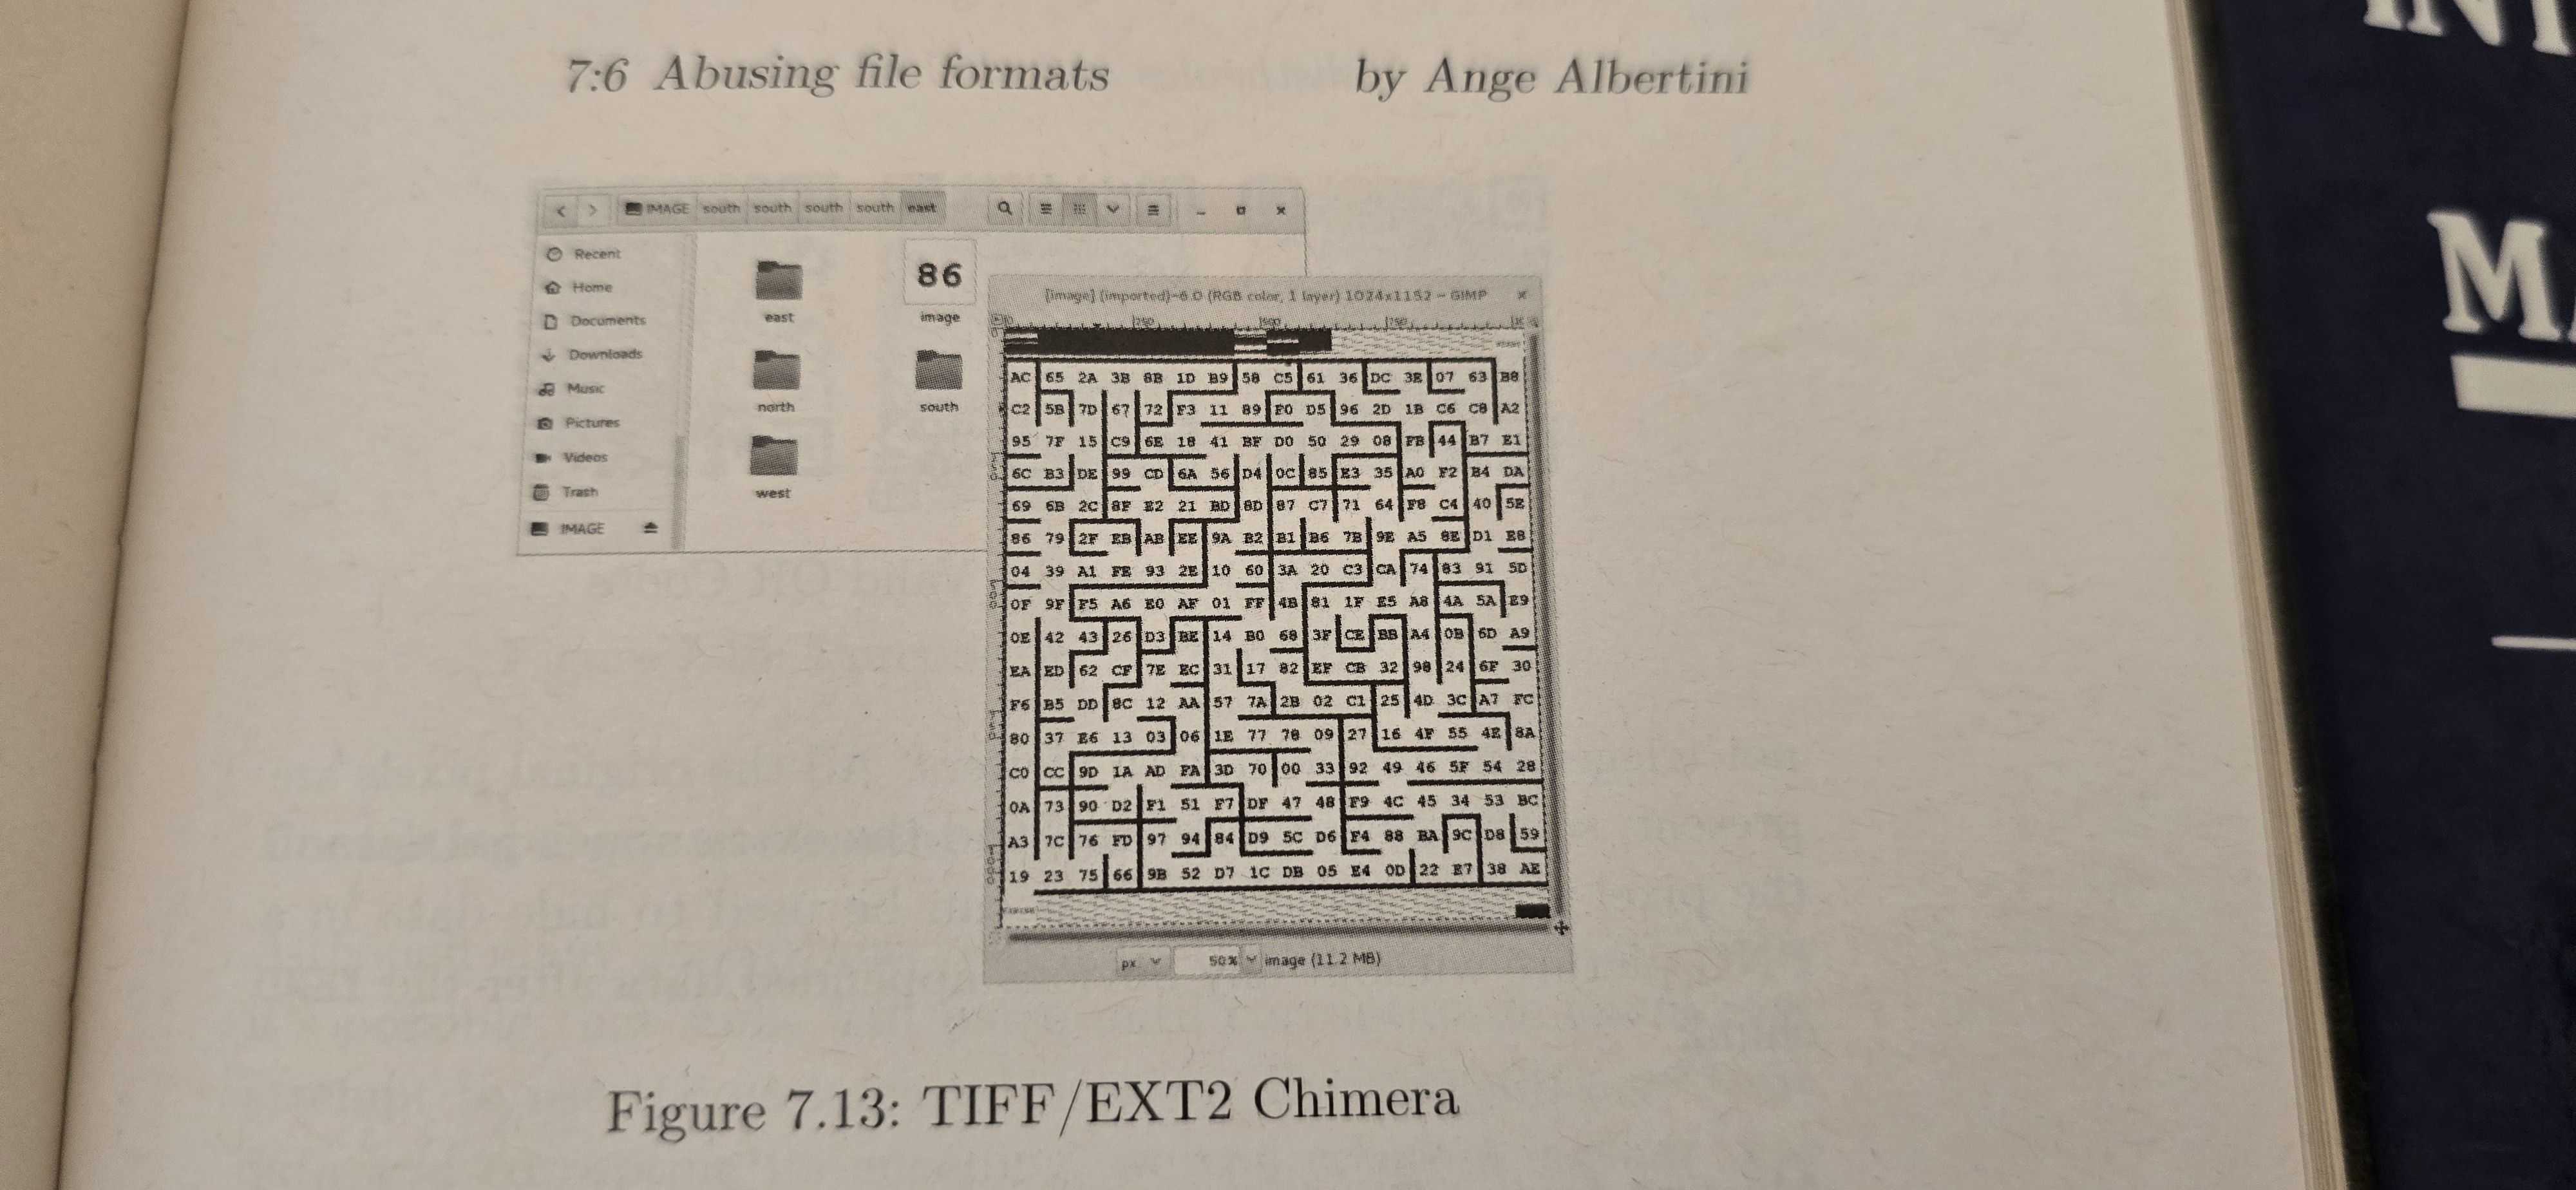 7:6 Abusing file formats by Ange Albertini
IMAGE south south south south east
Recent
Home
Documents
Downloads
Music
Pictures
Videos
Trash
IMAGE
86
east image
north south
west
[image] (imported)-6.0 (RGB color, 1 layer) 1024x1152 – GIMP
AC 65 2A 3B 8B 1D B9 58 C5 61 36 DC 3E 07 63 B8
C2 5B 7D 67 72 F3 11 89 F0 D5 96 2D 1B C6 C8 A2
95 7F 15 C9 6E 18 41 BF D0 50 29 08 FB 44 B7 E1
6C B3 DE 99 CD 6A 56 D4 0C 85 E3 35 A0 F2 B4 DA
69 6B 2C 8F E2 21 BD 8D 87 C7 71 64 F8 C4 40 5E
86 79 2F EB AB EE 9A B2 B1 B6 7B 9E A5 8E D1 E8
04 39 A1 FE 93 2E 10 60 3A 20 C3 CA 74 83 91 5D
0F 9F F5 A6 E0 AF 01 FF 4B 81 1F E5 A8 4A 5A E9
0E 42 43 26 D3 BE 14 B0 68 3F CE BB A4 0B 6D A9
EA ED 62 CF 7E EC 31 17 82 EF CB 32 98 24 6F 30
F6 B5 DD 8C 12 AA 57 7A 2B 02 C1 25 4D 3C A7 FC
80 37 E6 13 03 06 1E 77 78 09 27 16 4F 55 4E 8A
C0 CC 9D 1A AD FA 3D 70 00 33 92 49 46 5F 54 28
0A 73 90 D2 F1 51 F7 DF 47 48 F9 4C 45 34 53 BC
A3 7C 76 FD 97 94 84 D9 5C D6 F4 88 BA 9C D8 59
19 23 75 66 9B 52 D7 1C DB 05 E4 0D 22 E7 38 AE
px 50% image (11.2 MB)
Figure 7.13: TIFF/EXT2 Chimera